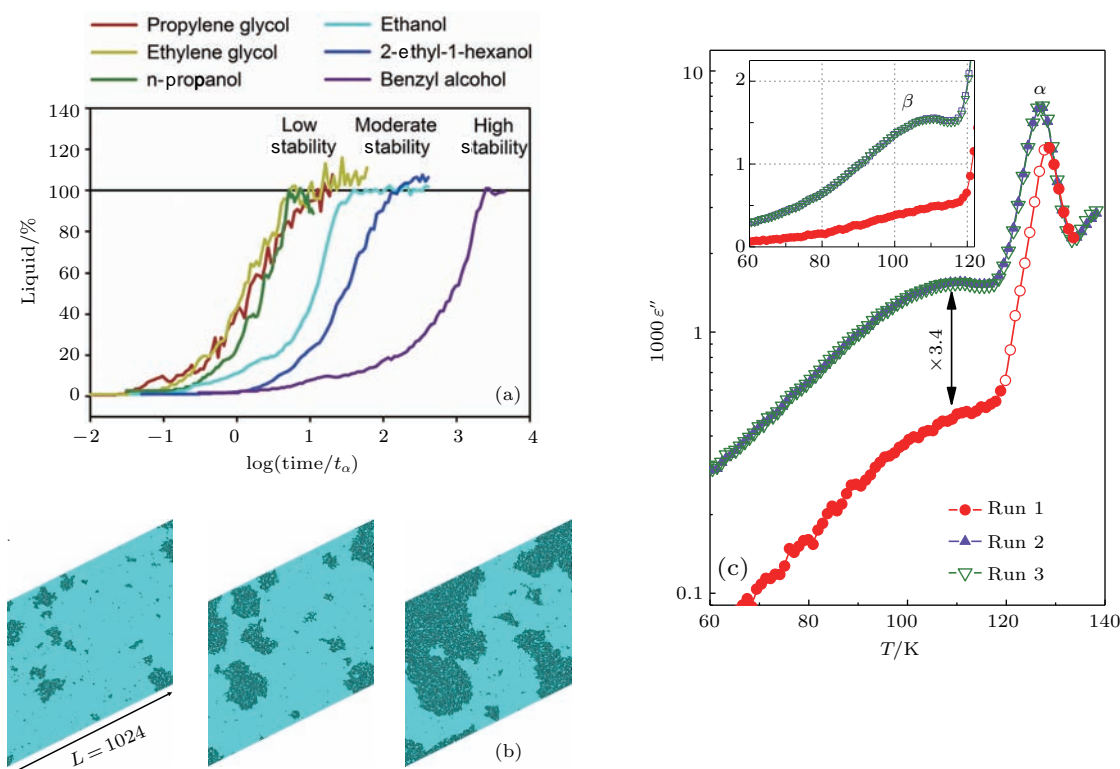 Propylene glycol
Ethylene glycol
n-propanol
Ethanol
2-ethyl-1-hexanol
Benzyl alcohol
140
120
100
80
60
40
20
0
Liquid/%
Low stability
Moderate stability
High stability
(a)
−2
−1
0
1
2
3
4
log(time/tα)
L = 1024
(b)
10
1
0.1
1000 ε″
2
1
0
60
80
100
120
β
α
×3.4
Run 1
Run 2
Run 3
(c)
60
80
100
120
140
T/K